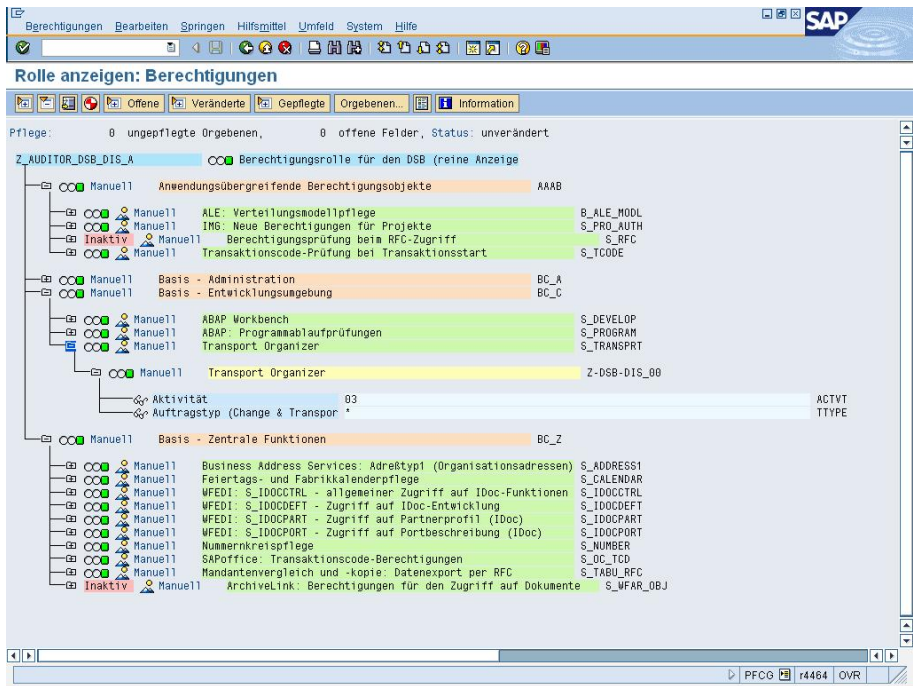 Berechtigungen Bearbeiten Springen Hilfsmittel Umfeld System Hilfe
SAP
Rolle anzeigen: Berechtigungen
Offene Veränderte Gepflegte Orgebenen... Information
Pflege: 0 ungepflegte Orgebenen, 0 offene Felder, Status: unverändert
Z_AUDITOR_DSB_DIS_A Berechtigungsrolle für den DSB (reine Anzeige
Manuell Anwendungsübergreifende Berechtigungsobjekte AAAB
Manuell ALE: Verteilungsmodellpflege B_ALE_MODL
Manuell IMG: Neue Berechtigungen für Projekte S_PRO_AUTH
Inaktiv Manuell Berechtigungsprüfung beim RFC-Zugriff S_RFC
Manuell Transaktionscode-Prüfung bei Transaktionsstart S_TCODE
Manuell Basis - Administration BC_A
Manuell Basis - Entwicklungsumgebung BC_C
Manuell ABAP Workbench S_DEVELOP
Manuell ABAP: Programmablaufprüfungen S_PROGRAM
Manuell Transport Organizer S_TRANSPRT
Manuell Transport Organizer Z-DSB-DIS_00
Aktivität 03 ACTVT
Auftragstyp (Change & Transpor * TTYPE
Manuell Basis - Zentrale Funktionen BC_Z
Manuell Business Address Services: Adreßtyp1 (Organisationsadressen) S_ADDRESS1
Manuell Feiertags- und Fabrikkalenderpflege S_CALENDAR
Manuell WFEDI: S_IDOCCTRL - allgemeiner Zugriff auf IDoc-Funktionen S_IDOCCTRL
Manuell WFEDI: S_IDOCDEFT - Zugriff auf IDoc-Entwicklung S_IDOCDEFT
Manuell WFEDI: S_IDOCPART - Zugriff auf Partnerprofil (IDoc) S_IDOCPART
Manuell WFEDI: S_IDOCPORT - Zugriff auf Portbeschreibung (IDoc) S_IDOCPORT
Manuell Nummernkreispflege S_NUMBER
Manuell SAPoffice: Transaktionscode-Berechtigungen S_OC_TCD
Manuell Mandantenvergleich und -kopie: Datenexport per RFC S_TABU_RFC
Inaktiv Manuell ArchiveLink: Berechtigungen für den Zugriff auf Dokumente S_WFAR_OBJ
PFCG r4464 OVR